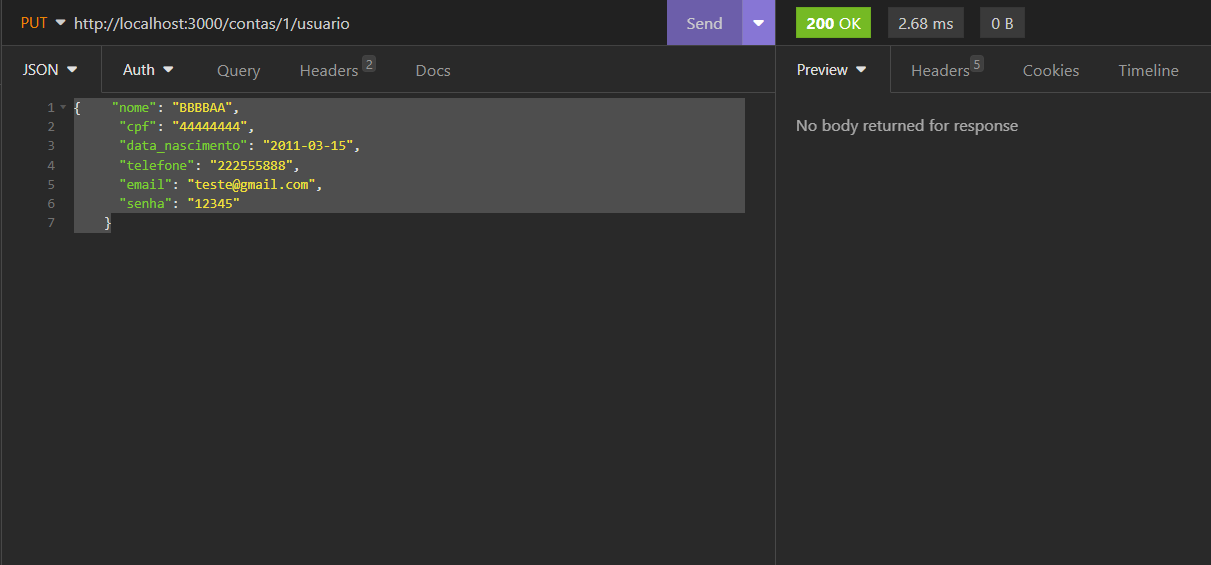 PUT http://localhost:3000/contas/1/usuario Send 200 OK 2.68 ms 0 B
JSON Auth Query Headers 2 Docs Preview Headers 5 Cookies Timeline
1 { "nome": "BBBBAA",
2 "cpf": "44444444",
3 "data_nascimento": "2011-03-15",
4 "telefone": "222555888",
5 "email": "teste@gmail.com",
6 "senha": "12345"
7 }
No body returned for response